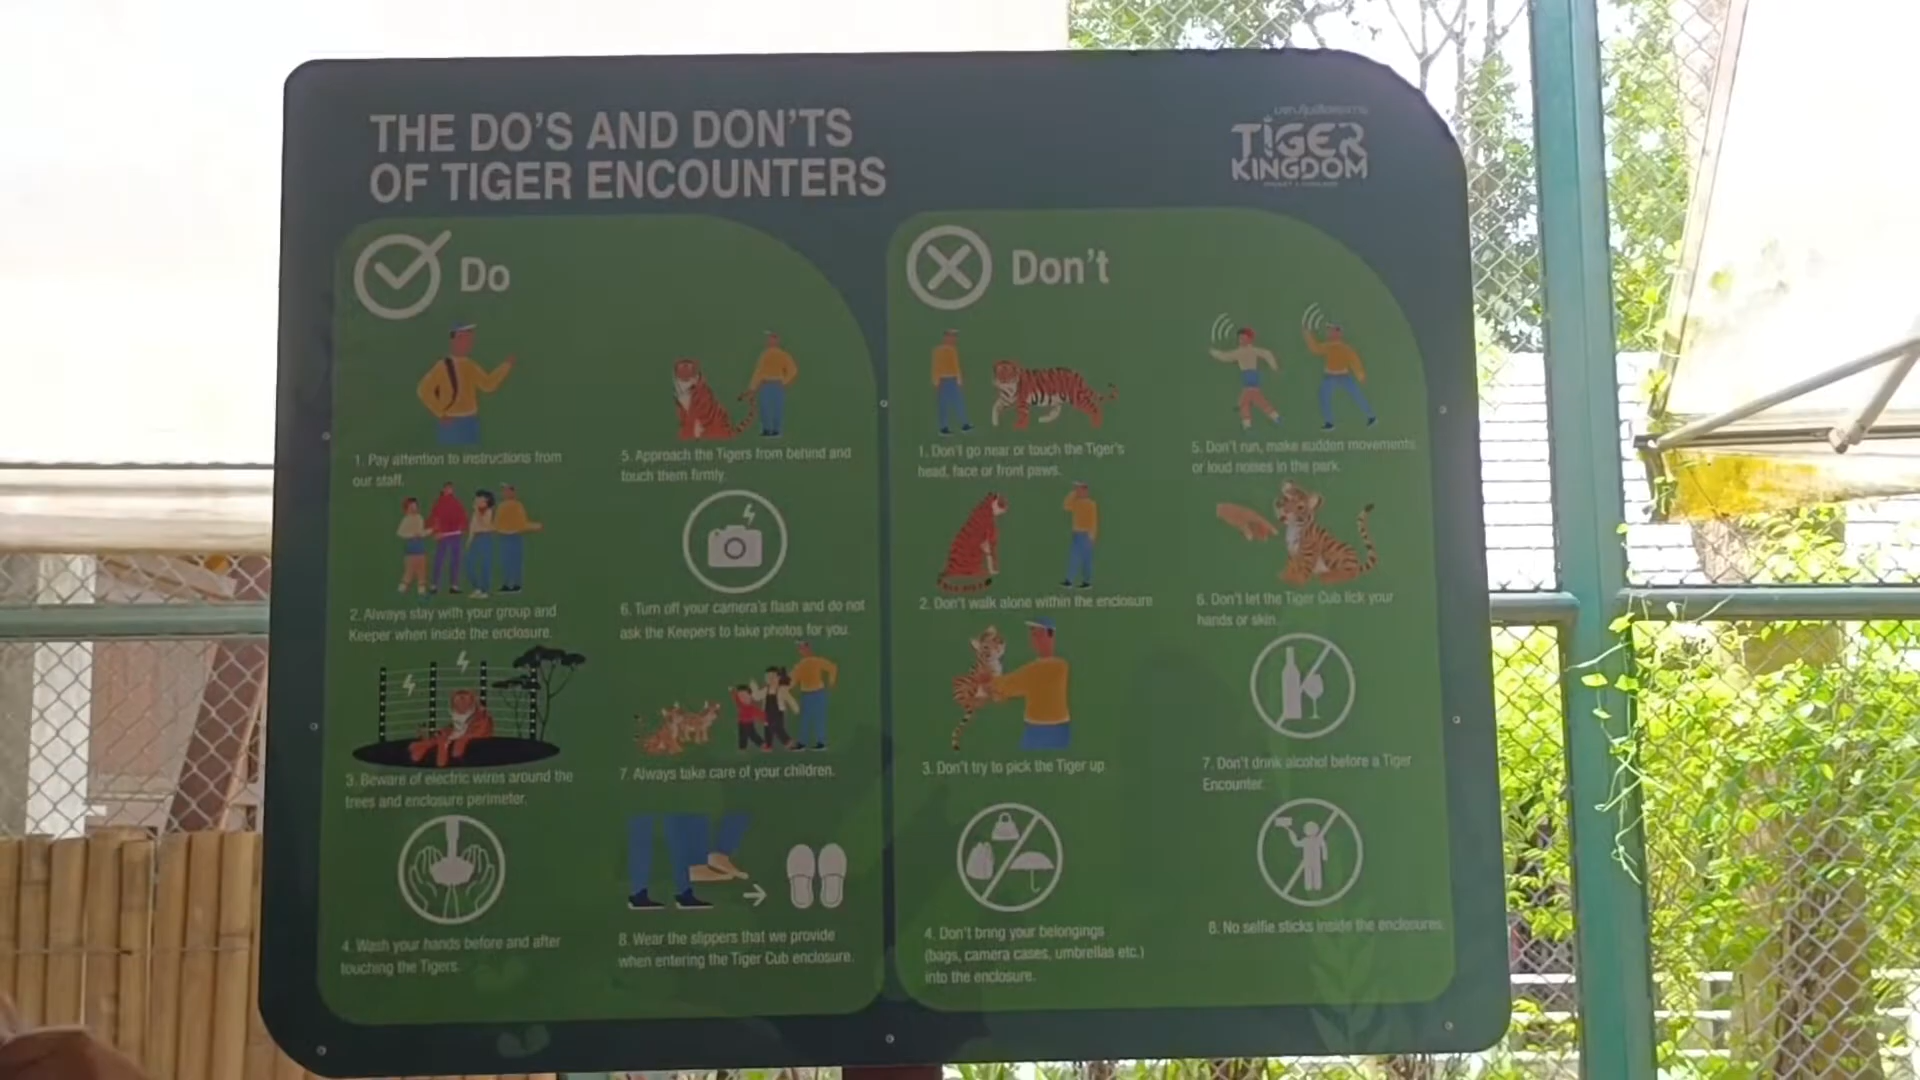 THE DO'S AND DON'TS
OF TIGER ENCOUNTERS
TIGER
KINGDOM
Do
1. Pay attention to instructions from
our staff.
2. Always stay with your group and
Keeper when inside the enclosure.
3. Beware of electric wires around the
trees and enclosure perimeter.
4. Wash your hands before and after
touching the Tigers.
5. Approach the Tigers from behind and
touch them firmly.
6. Turn off your camera's flash and do not
ask the Keepers to take photos for you.
7. Always take care of your children.
8. Wear the slippers that we provide
when entering the Tiger Cub enclosure.
Don't
1. Don't go near or touch the Tiger's
head, face or front paws.
2. Don't walk alone within the enclosure
3. Don't try to pick the Tiger up
4. Don't bring your belongings
(bags, camera cases, umbrellas etc.)
into the enclosure.
5. Don't run, make sudden movements
or loud noises in the park.
6. Don't let the Tiger Cub lick your
hands or skin.
7. Don't drink alcohol before a Tiger
Encounter.
8. No selfie sticks inside the enclosures.